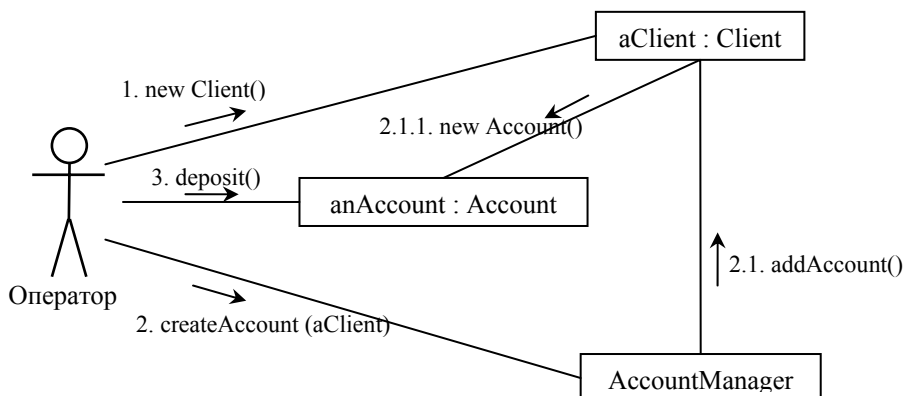 aClient : Client
1. new Client()
2.1.1. new Account()
3. deposit()
anAccount : Account
2.1. addAccount()
Оператор
2. createAccount (aClient)
AccountManager